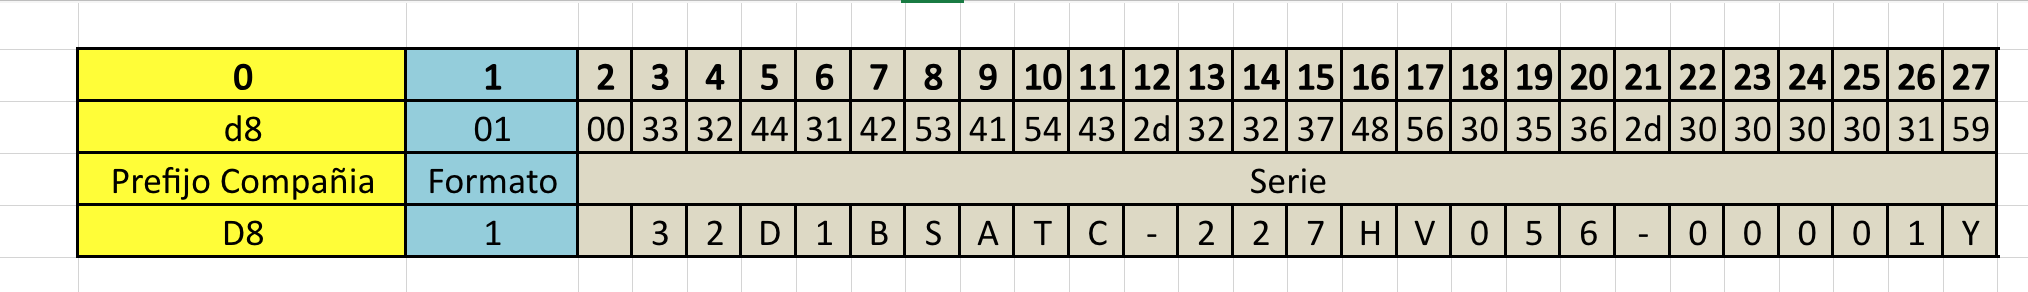 0 1 2 3 4 5 6 7 8 9 10 11 12 13 14 15 16 17 18 19 20 21 22 23 24 25 26 27
d8 01 00 33 32 44 31 42 53 41 54 43 2d 32 32 37 48 56 30 35 36 2d 30 30 30 30 31 59
Prefijo Compañia Formato Serie
D8 1 3 2 D 1 B S A T C - 2 2 7 H V 0 5 6 - 0 0 0 0 1 Y